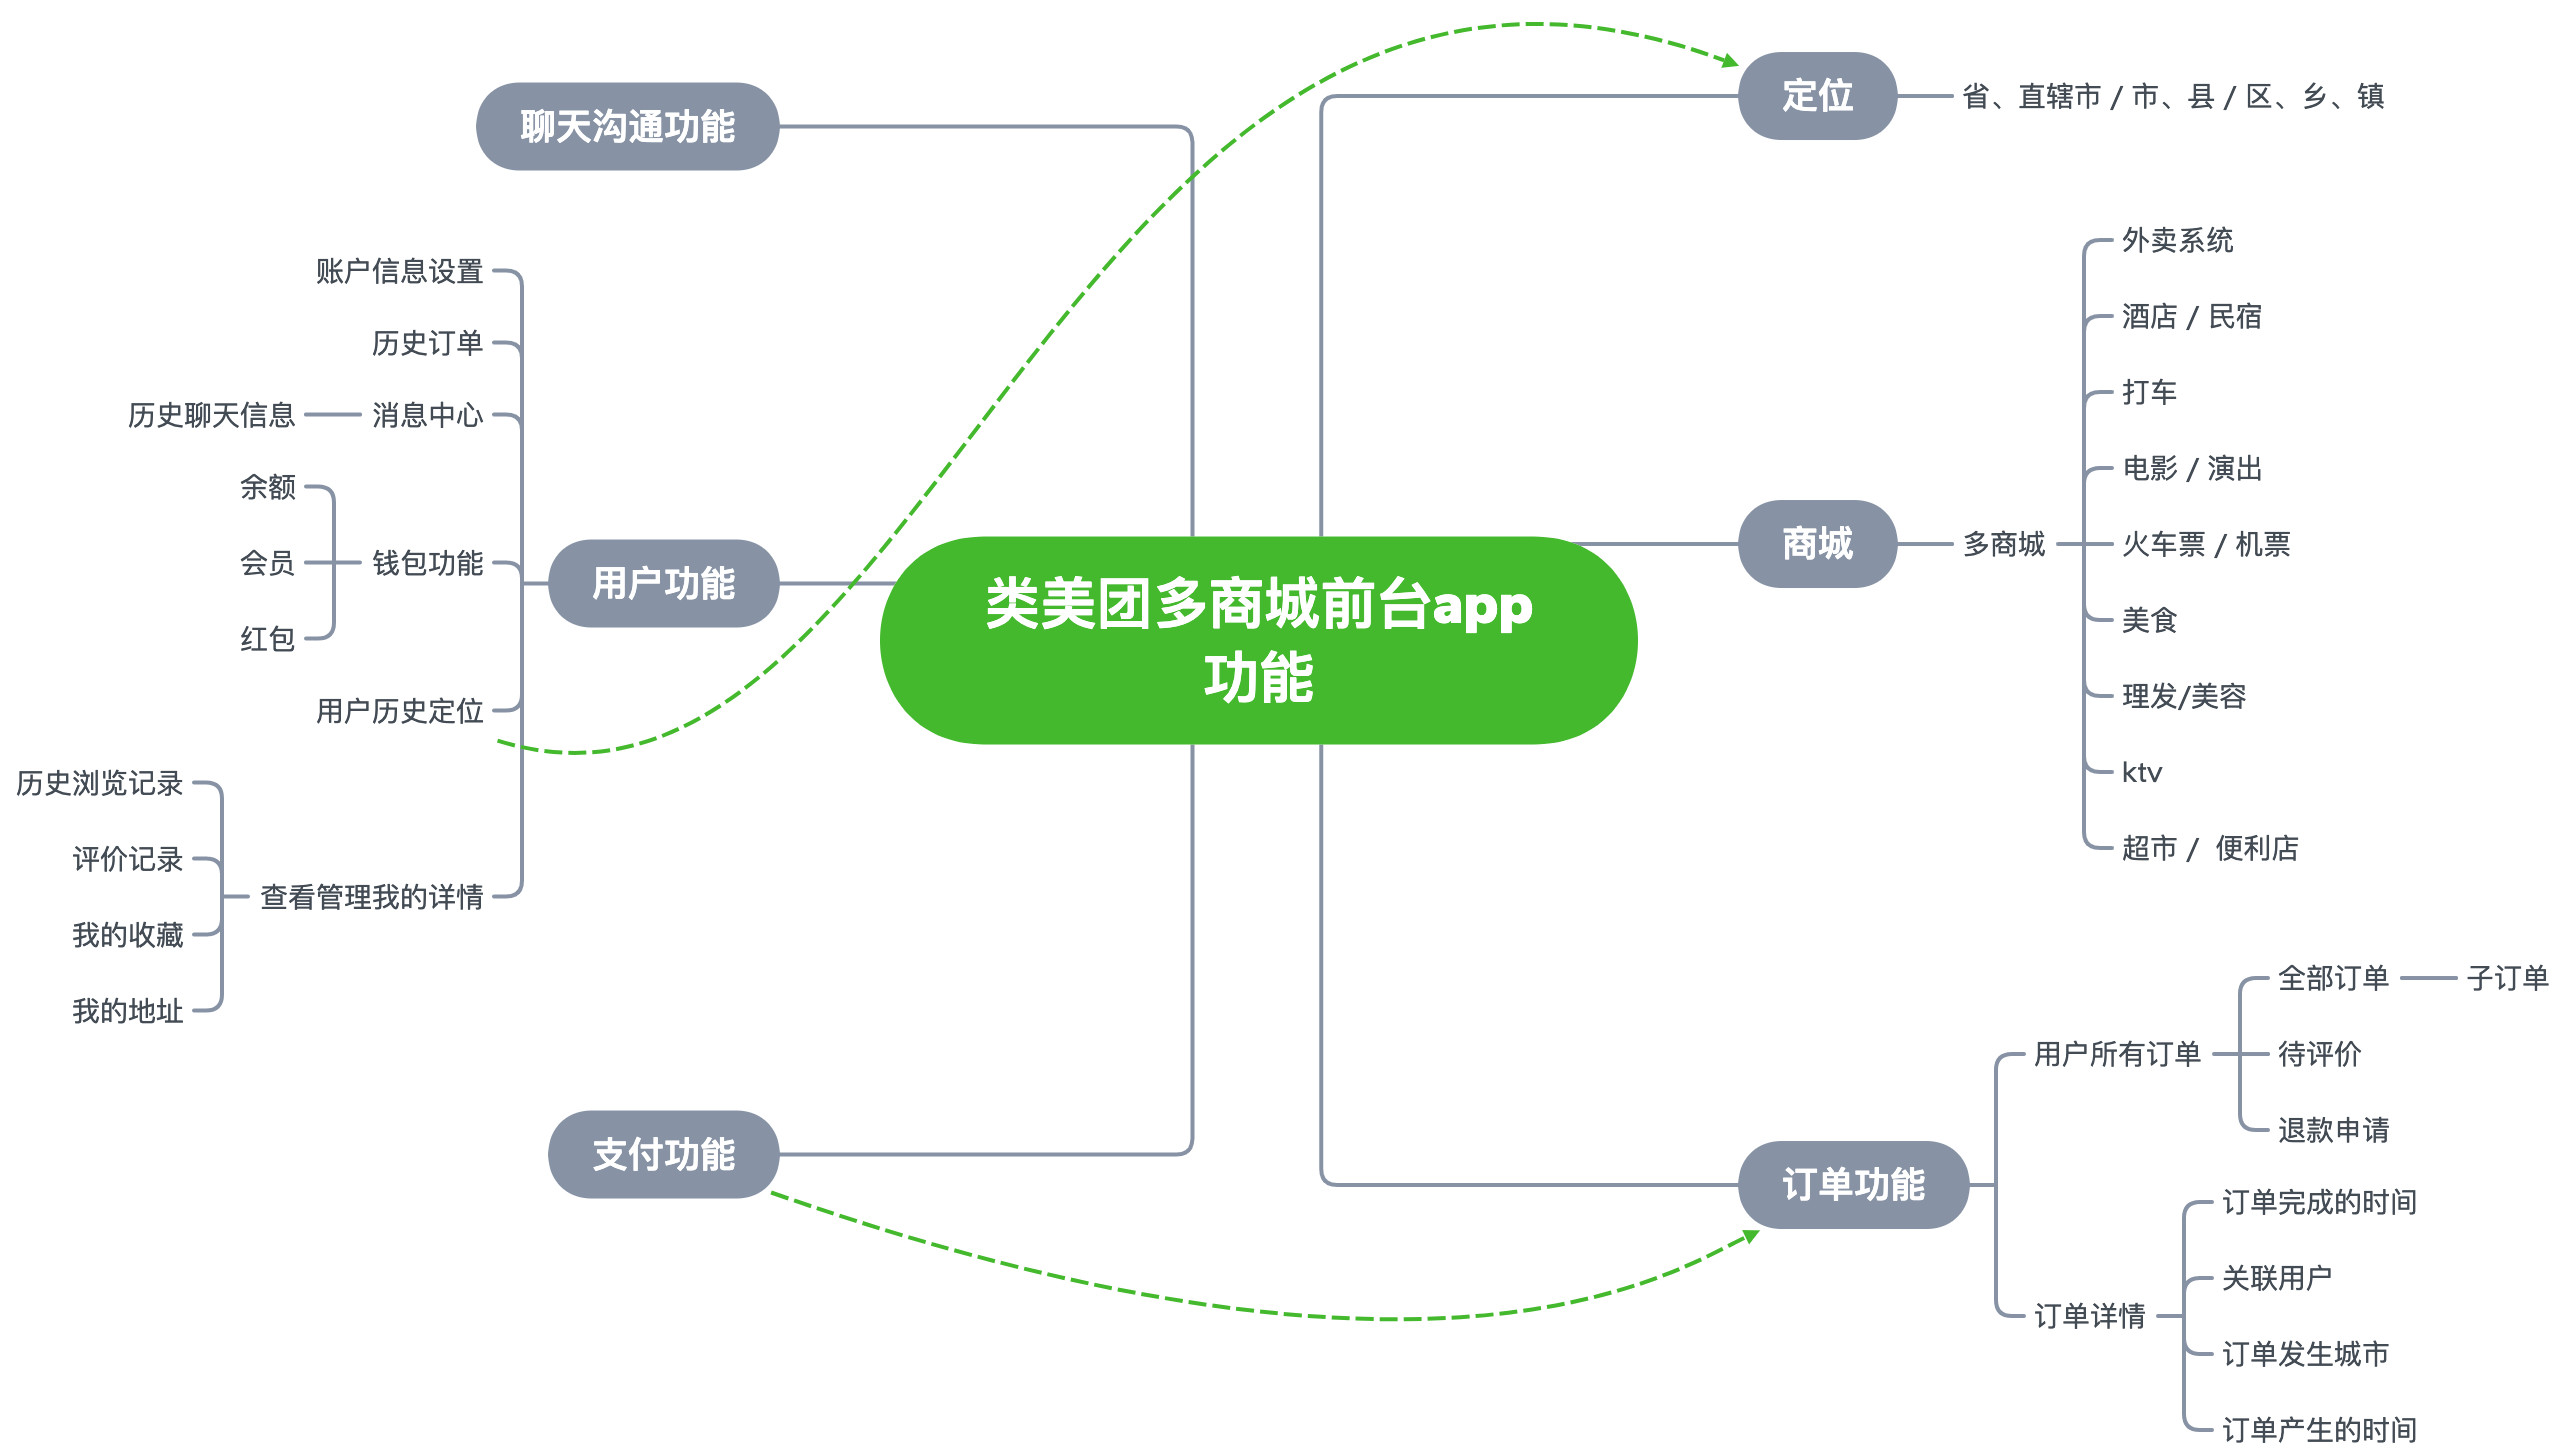 类美团多商城前台app
功能
定位
省、直辖市 / 市、县 / 区、乡、镇
商城
多商城
外卖系统
酒店 / 民宿
打车
电影 / 演出
火车票 / 机票
美食
理发/美容
ktv
超市 /  便利店
订单功能
用户所有订单
全部订单
子订单
待评价
退款申请
订单详情
订单完成的时间
关联用户
订单发生城市
订单产生的时间
聊天沟通功能
用户功能
账户信息设置
历史订单
消息中心
历史聊天信息
钱包功能
余额
会员
红包
用户历史定位
查看管理我的详情
历史浏览记录
评价记录
我的收藏
我的地址
支付功能